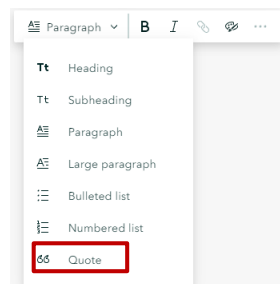 Paragraph B I ...
Tt Heading
Tt Subheading
Paragraph
Large paragraph
Bulleted list
Numbered list
Quote